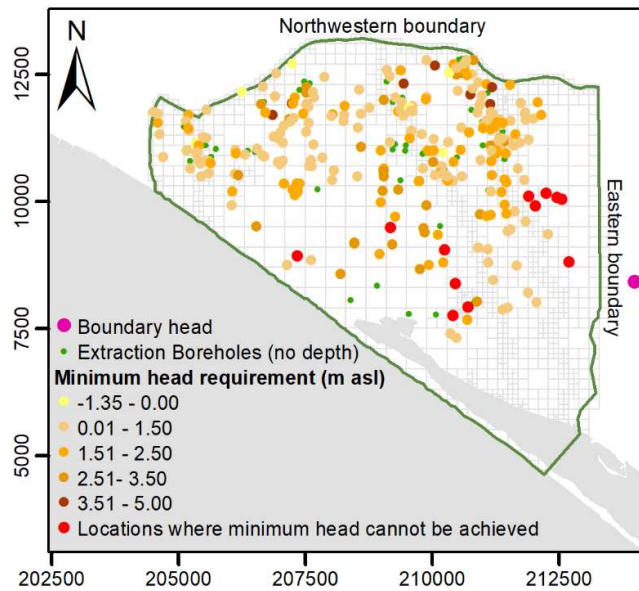 Northwestern boundary
N
12500
10000
7500
5000
Eastern boundary
Boundary head
Extraction Boreholes (no depth)
Minimum head requirement (m asl)
-1.35 - 0.00
0.01 - 1.50
1.51 - 2.50
2.51- 3.50
3.51 - 5.00
Locations where minimum head cannot be achieved
202500 205000 207500 210000 212500